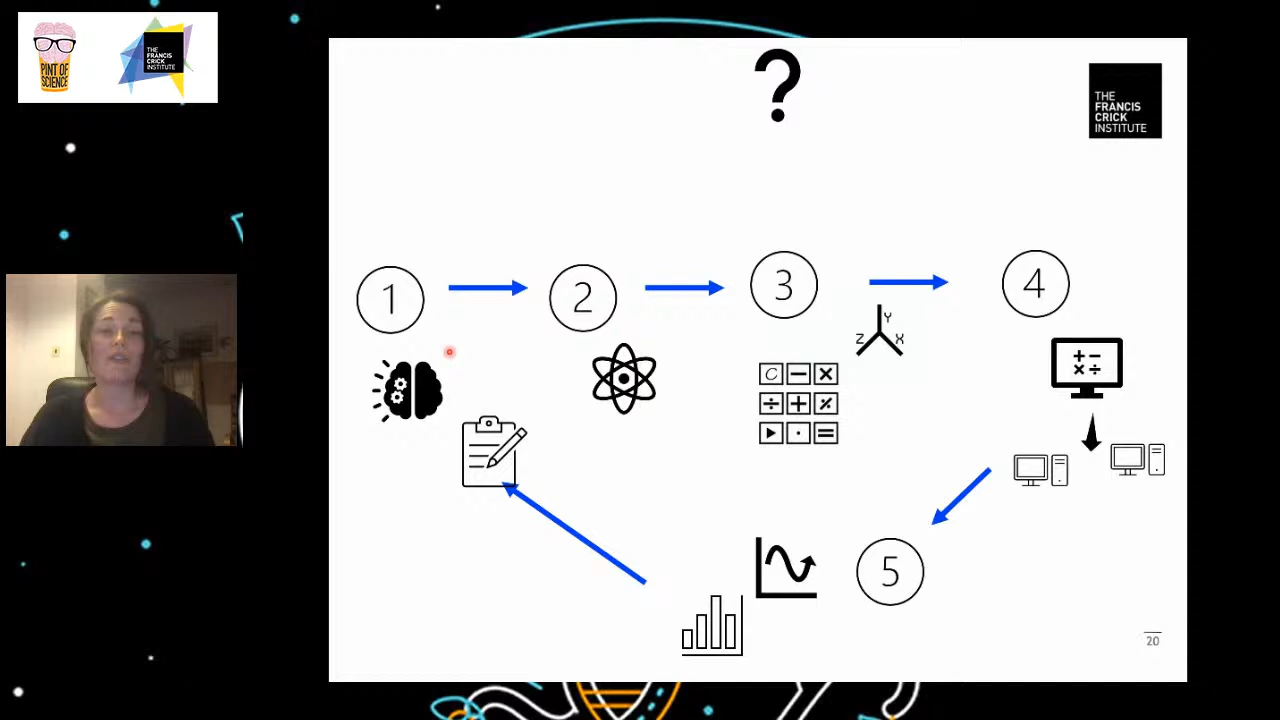 PINT OF
SCIENCE
THE
FRANCIS
CRICK
INSTITUTE
?
THE
FRANCIS
CRICK
INSTITUTE
1
2
3
4
Y
Z X
C − ×
÷ + %
· =
+ −
× ÷
5
20